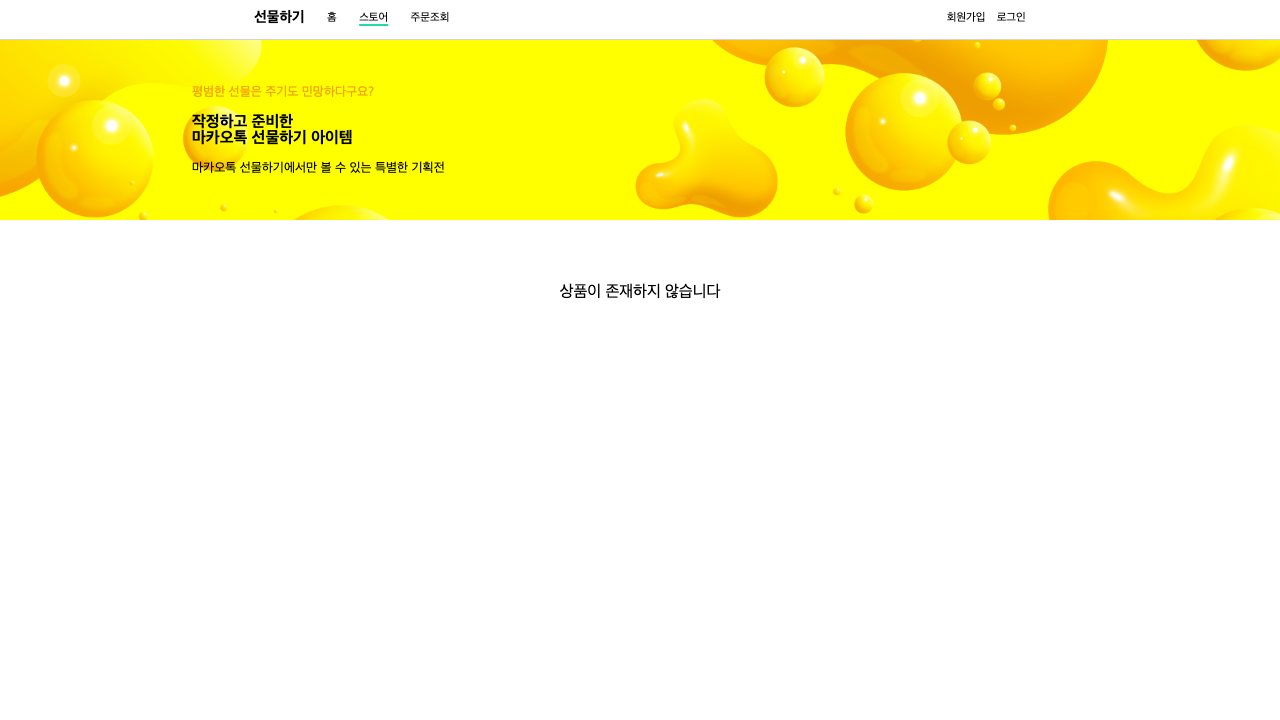 선물하기 홈 스토어 주문조회 회원가입 로그인
평범한 선물은 주기도 민망하다구요?
작정하고 준비한
마카오톡 선물하기 아이템
마카오톡 선물하기에서만 볼 수 있는 특별한 기획전
상품이 존재하지 않습니다